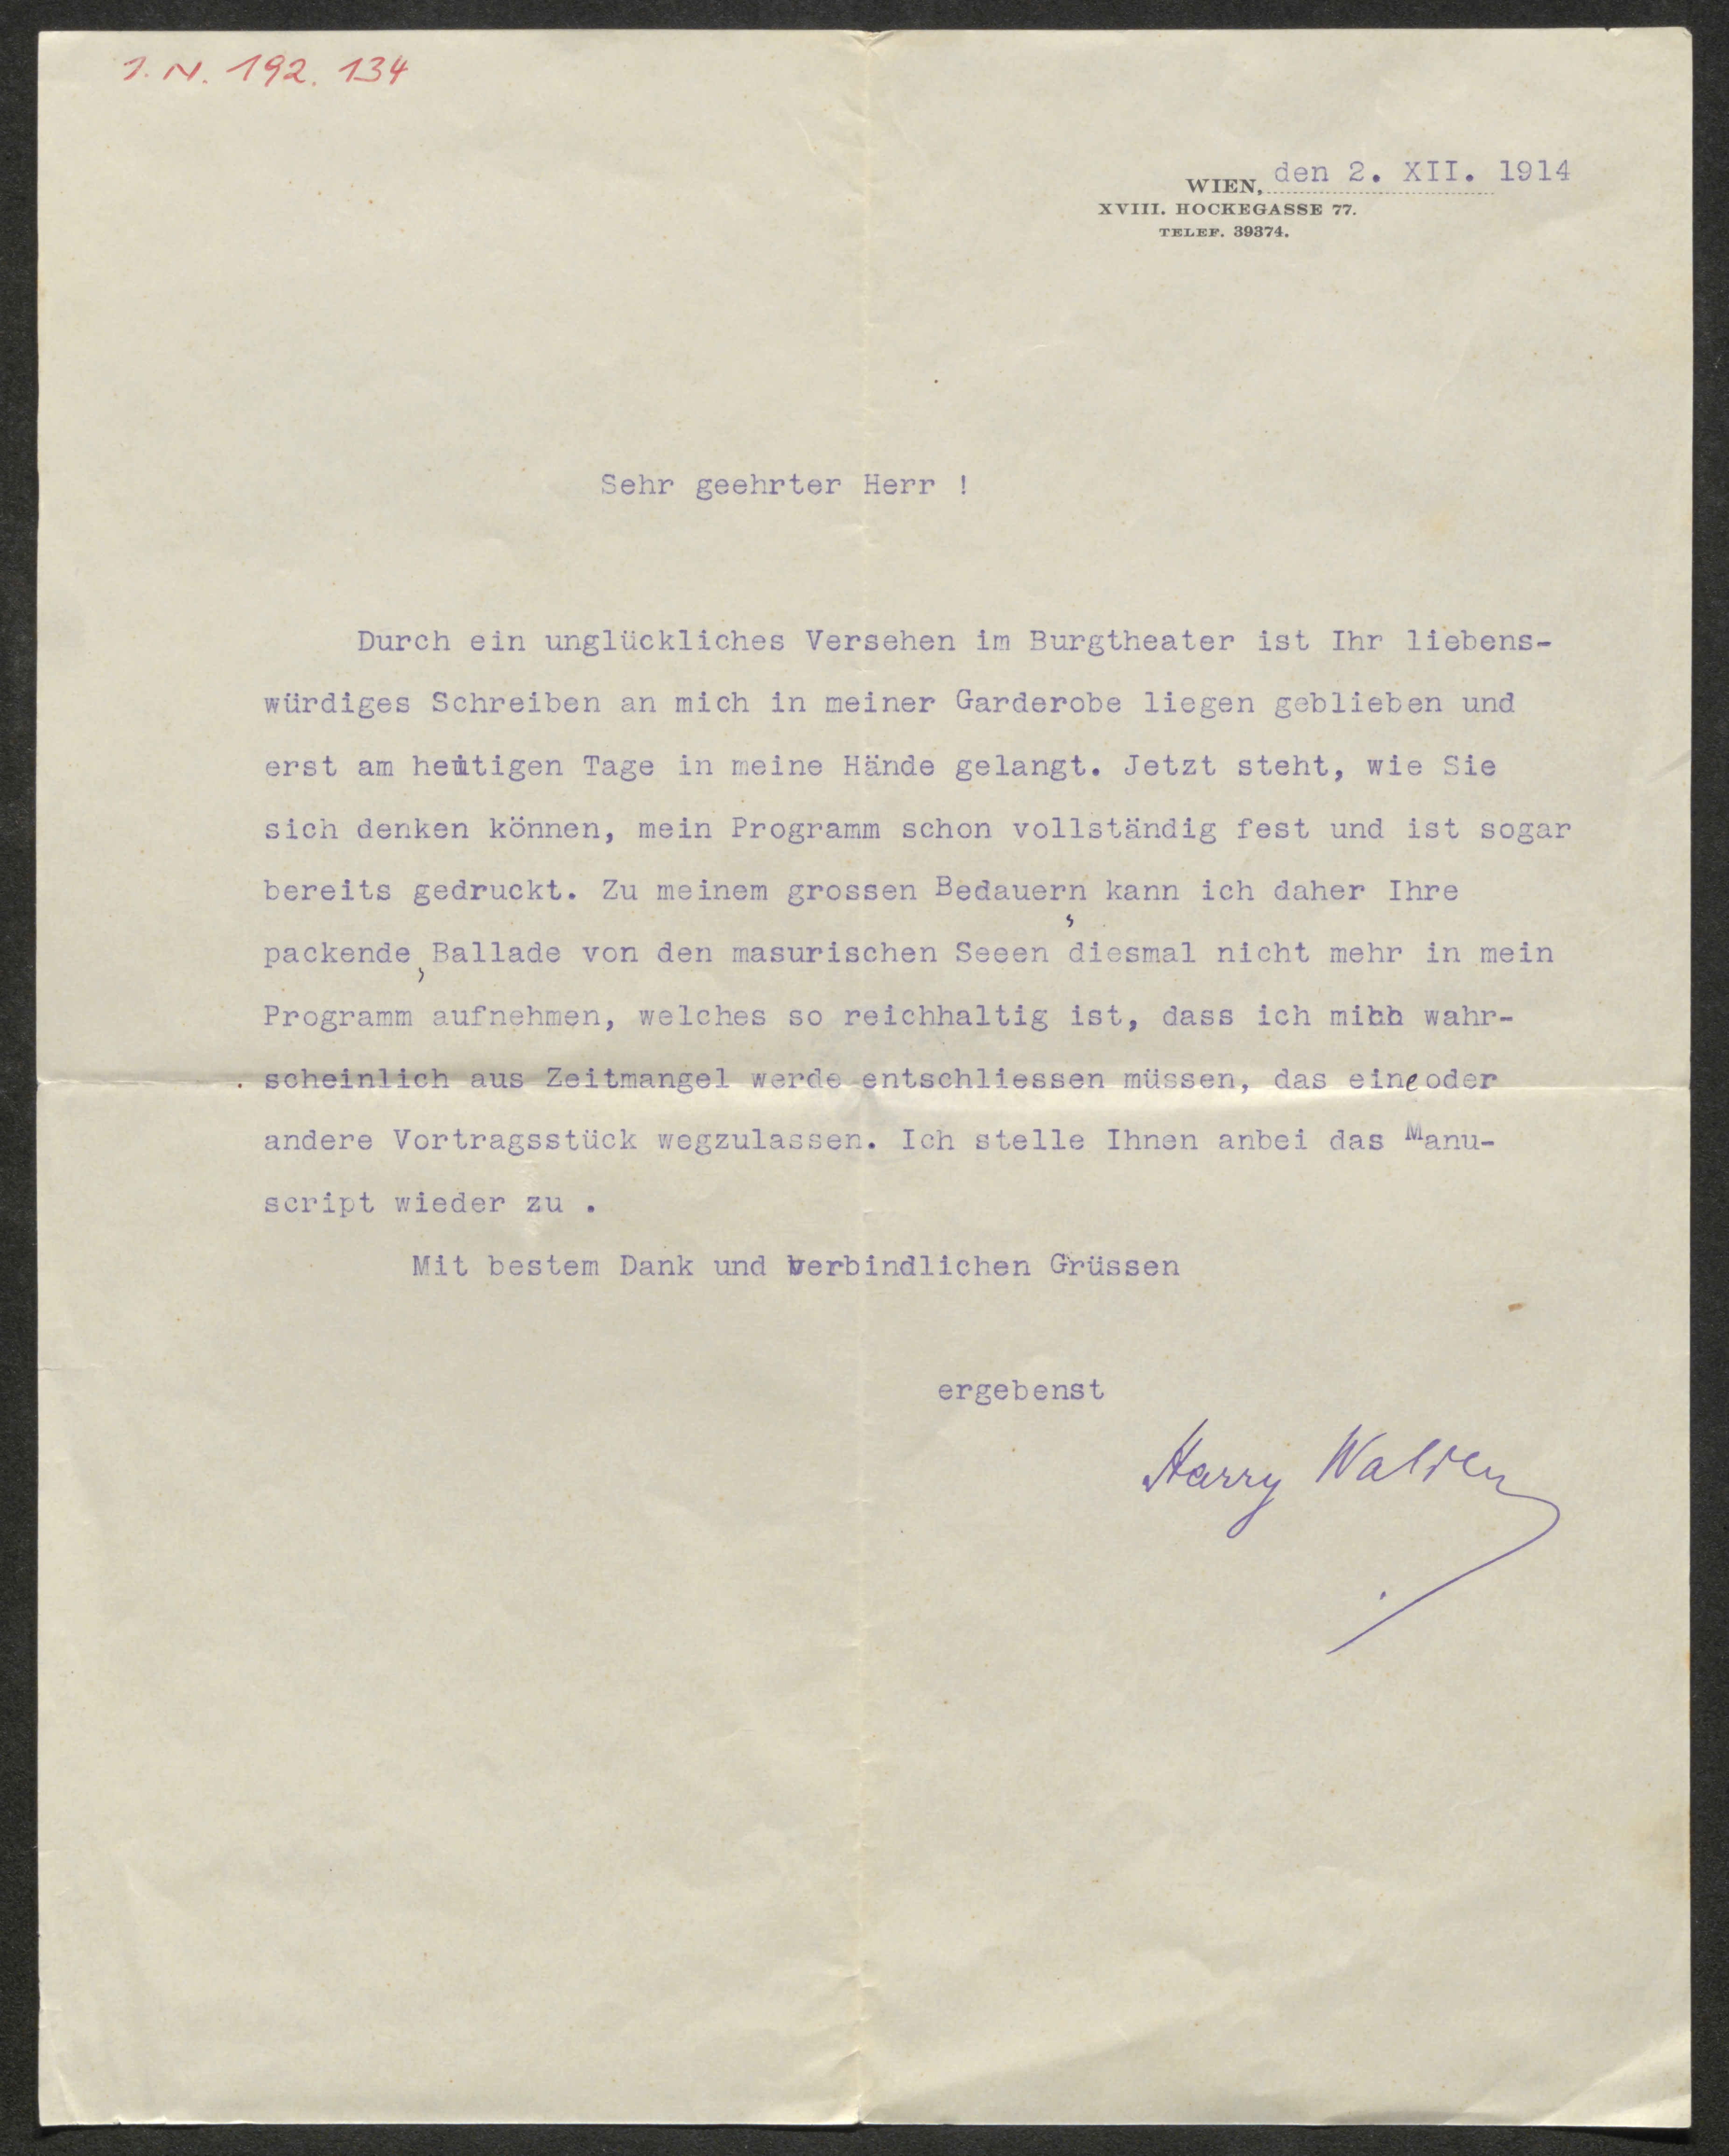 I.N. 192.134
WIEN, den 2. XII. 1914
XVIII. HOCKEGASSE 77.
TELEF. 39374.
Sehr geehrter Herr !
Durch ein unglückliches Versehen im Burgtheater ist Ihr liebens-
würdiges Schreiben an mich in meiner Garderobe liegen geblieben und
erst am heutigen Tage in meine Hände gelangt. Jetzt steht, wie Sie
sich denken können, mein Programm schon vollständig fest und ist sogar
bereits gedruckt. Zu meinem grossen Bedauern kann ich daher Ihre
packende ‚Ballade von den masurischen Seeen‘ diesmal nicht mehr in mein
Programm aufnehmen, welches so reichhaltig ist, dass ich mich wahr-
scheinlich aus Zeitmangel werde entschliessen müssen, das eine oder
andere Vortragsstück wegzulassen. Ich stelle Ihnen anbei das Manu-
script wieder zu .
Mit bestem Dank und verbindlichen Grüssen
ergebenst
Harry Walden